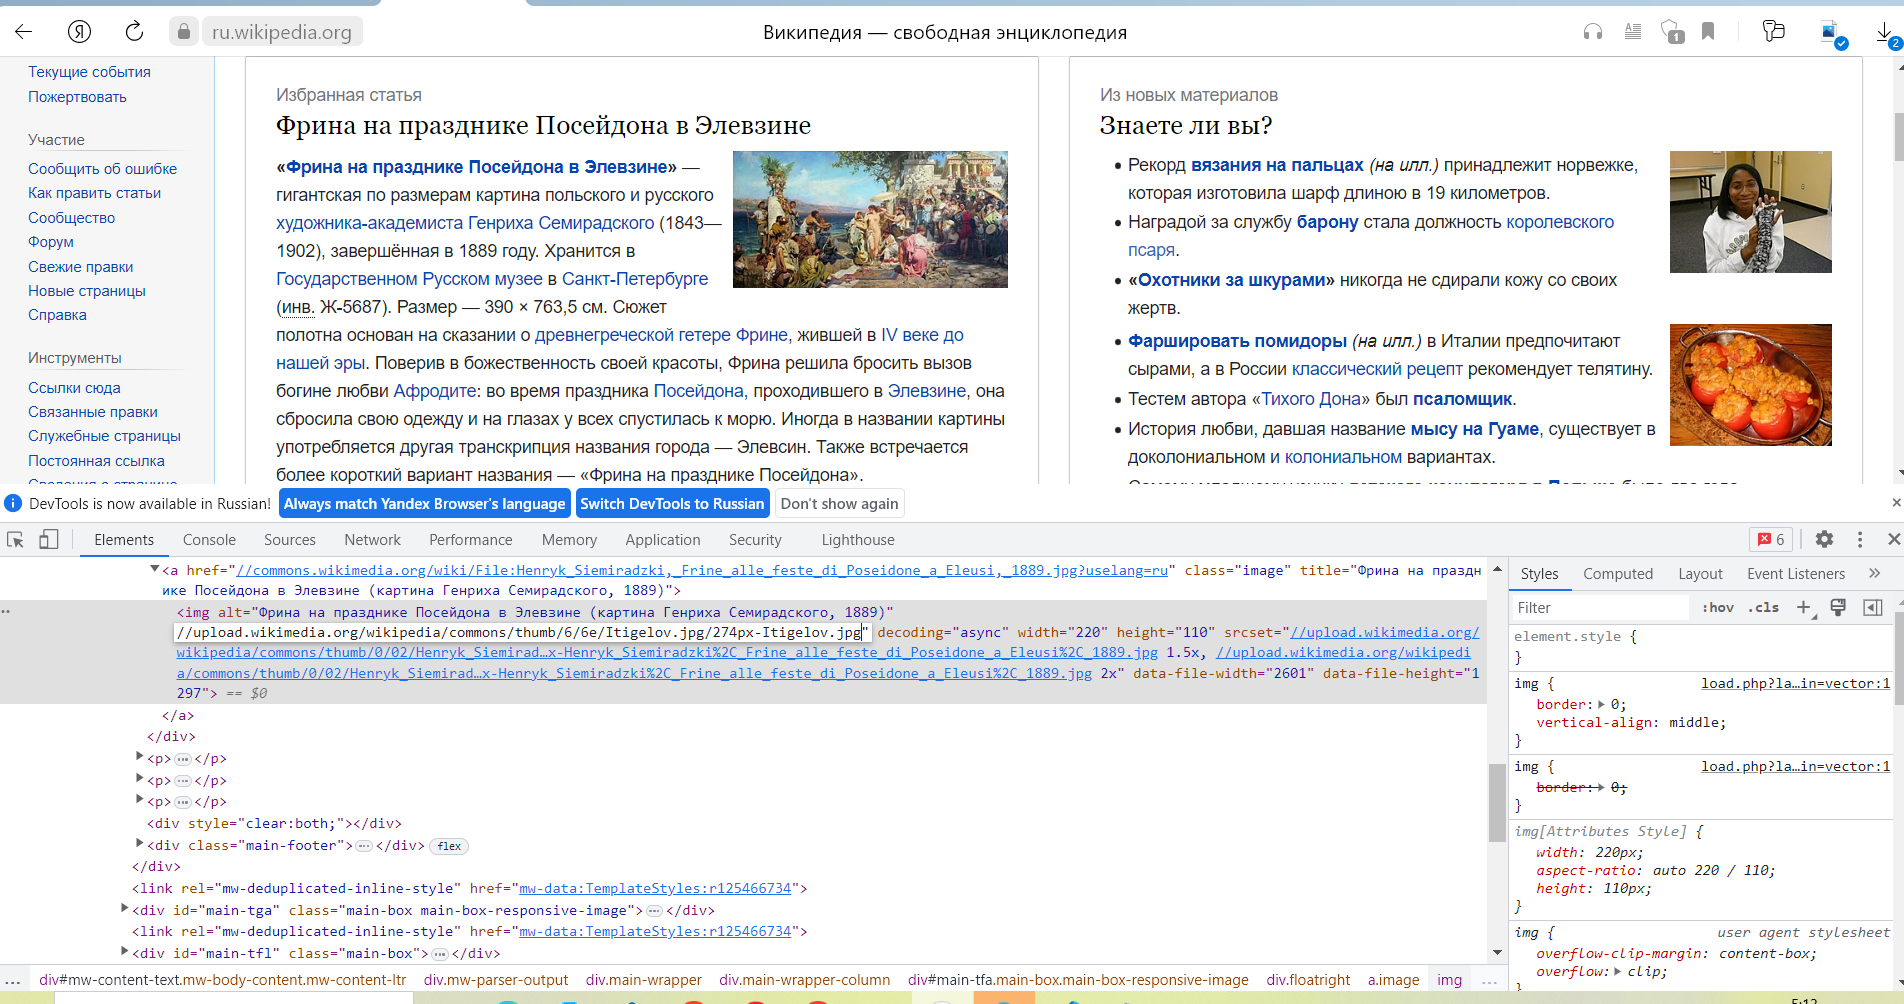 ru.wikipedia.org
Википедия — свободная энциклопедия
1
2
Текущие события
Пожертвовать
Участие
Сообщить об ошибке
Как править статьи
Сообщество
Форум
Свежие правки
Новые страницы
Справка
Инструменты
Ссылки сюда
Связанные правки
Служебные страницы
Постоянная ссылка
Избранная статья
Фрина на празднике Посейдона в Элевзине
«Фрина на празднике Посейдона в Элевзине» —
гигантская по размерам картина польского и русского
художника-академиста Генриха Семирадского (1843—
1902), завершённая в 1889 году. Хранится в
Государственном Русском музее в Санкт-Петербурге
(инв. Ж-5687). Размер — 390 × 763,5 см. Сюжет
полотна основан на сказании о древнегреческой гетере Фрине, жившей в IV веке до
нашей эры. Поверив в божественность своей красоты, Фрина решила бросить вызов
богине любви Афродите: во время праздника Посейдона, проходившего в Элевзине, она
сбросила свою одежду и на глазах у всех спустилась к морю. Иногда в названии картины
употребляется другая транскрипция названия города — Элевсин. Также встречается
более короткий вариант названия — «Фрина на празднике Посейдона».
Из новых материалов
Знаете ли вы?
Рекорд вязания на пальцах (на илл.) принадлежит норвежке,
которая изготовила шарф длиною в 19 километров.
Наградой за службу барону стала должность королевского
псаря.
«Охотники за шкурами» никогда не сдирали кожу со своих
жертв.
Фаршировать помидоры (на илл.) в Италии предпочитают
сырами, а в России классический рецепт рекомендует телятину.
Тестем автора «Тихого Дона» был псаломщик.
История любви, давшая название мысу на Гуаме, существует в
доколониальном и колониальном вариантах.
DevTools is now available in Russian!
Always match Yandex Browser's language
Switch DevTools to Russian
Don't show again
Elements Console Sources Network Performance Memory Application Security Lighthouse
6
<a href="//commons.wikimedia.org/wiki/File:Henryk_Siemiradzki,_Frine_alle_feste_di_Poseidone_a_Eleusi,_1889.jpg?uselang=ru" class="image" title="Фрина на праздн
ике Посейдона в Элевзине (картина Генриха Семирадского, 1889)">
<img alt="Фрина на празднике Посейдона в Элевзине (картина Генриха Семирадского, 1889)"
//upload.wikimedia.org/wikipedia/commons/thumb/6/6e/Itigelov.jpg/274px-Itigelov.jpg" decoding="async" width="220" height="110" srcset="//upload.wikimedia.org/
wikipedia/commons/thumb/0/02/Henryk_Siemirad…x-Henryk_Siemiradzki%2C_Frine_alle_feste_di_Poseidone_a_Eleusi%2C_1889.jpg 1.5x, //upload.wikimedia.org/wikipedi
a/commons/thumb/0/02/Henryk_Siemirad…x-Henryk_Siemiradzki%2C_Frine_alle_feste_di_Poseidone_a_Eleusi%2C_1889.jpg 2x" data-file-width="2601" data-file-height="1
297"> == $0
</a>
</div>
<p>…</p>
<p>…</p>
<p>…</p>
<div style="clear:both;"></div>
<div class="main-footer">…</div> flex
</div>
<link rel="mw-deduplicated-inline-style" href="mw-data:TemplateStyles:r125466734">
<div id="main-tga" class="main-box main-box-responsive-image">…</div>
<link rel="mw-deduplicated-inline-style" href="mw-data:TemplateStyles:r125466734">
<div id="main-tfl" class="main-box">…</div>
… div#mw-content-text.mw-body-content.mw-content-ltr div.mw-parser-output div.main-wrapper div.main-wrapper-column div#main-tfa.main-box.main-box-responsive-image div.floatright a.image img …
Styles Computed Layout Event Listeners »
Filter :hov .cls +
element.style {
}
img { load.php?la…in=vector:1
border: 0;
vertical-align: middle;
}
img { load.php?la…in=vector:1
border: 0;
}
img[Attributes Style] {
width: 220px;
aspect-ratio: auto 220 / 110;
height: 110px;
}
img { user agent stylesheet
overflow-clip-margin: content-box;
overflow: clip;
}